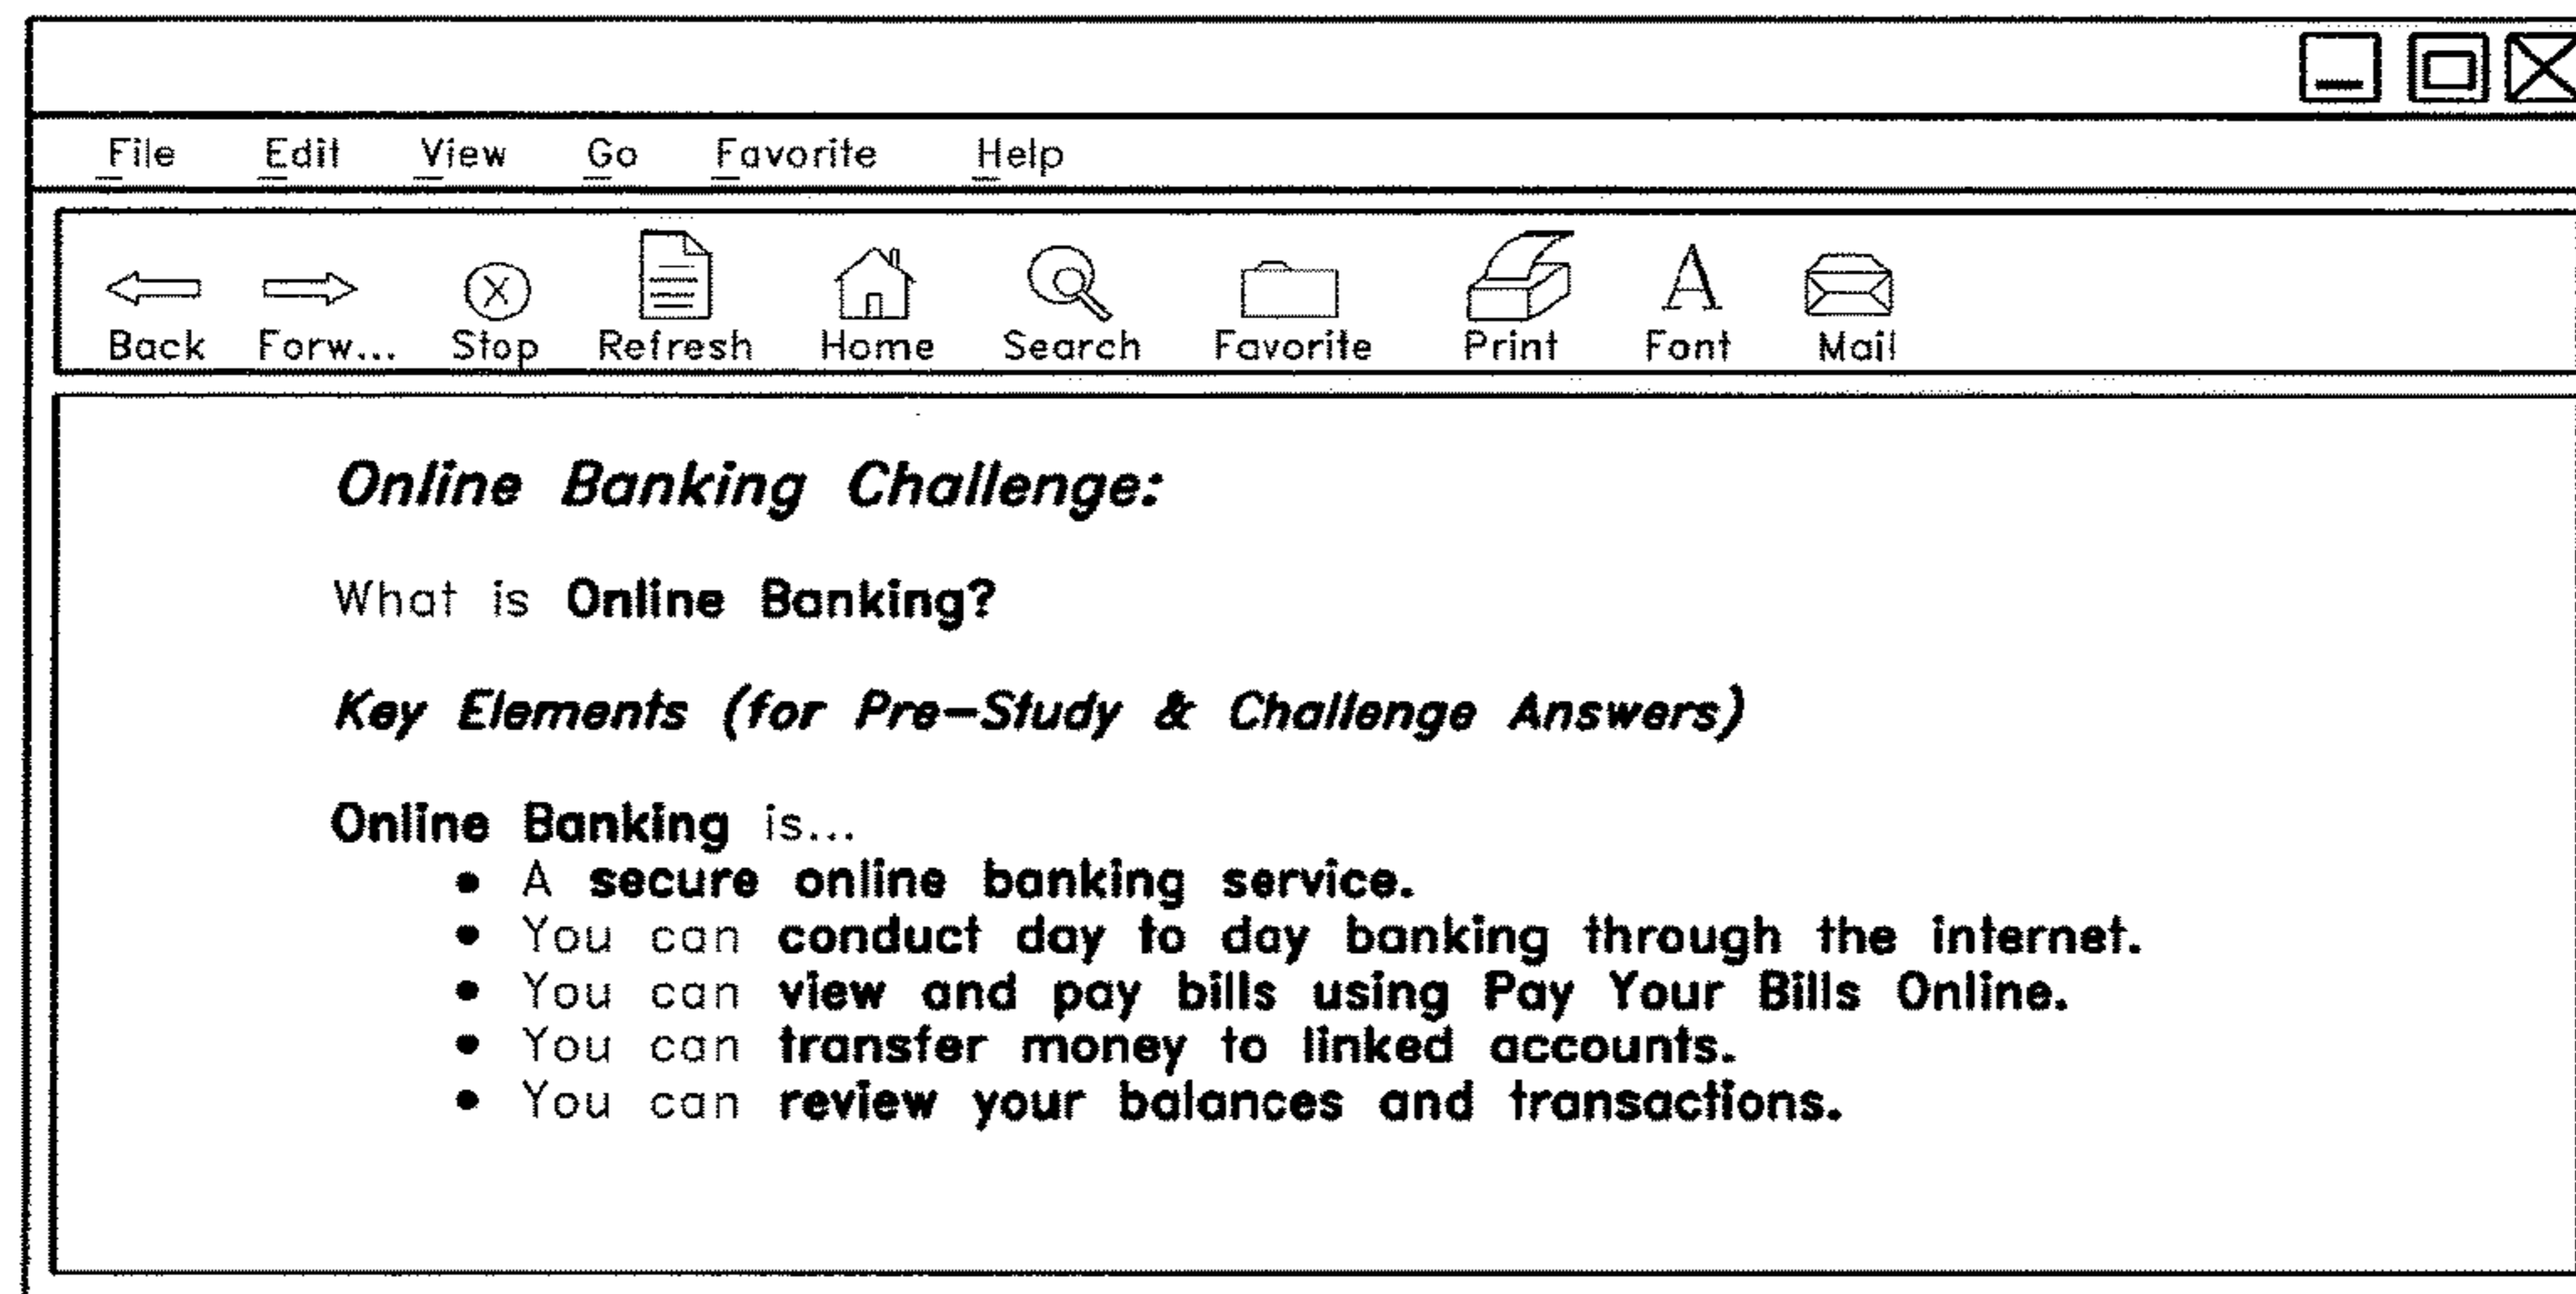 File Edit View Go Favorite Help
Back Forw... Stop Refresh Home Search Favorite Print Font Mail
Online Banking Challenge:
What is Online Banking?
Key Elements (for Pre-Study & Challenge Answers)
Online Banking is...
• A secure online banking service.
• You can conduct day to day banking through the internet.
• You can view and pay bills using Pay Your Bills Online.
• You can transfer money to linked accounts.
• You can review your balances and transactions.